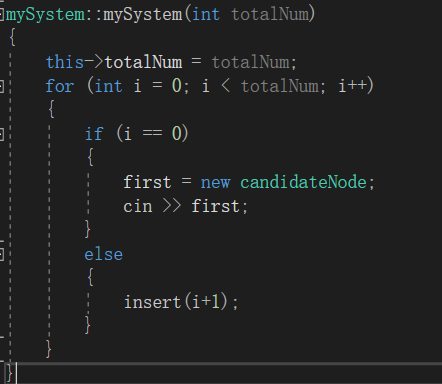 mySystem::mySystem(int totalNum)
{
this->totalNum = totalNum;
for (int i = 0; i < totalNum; i++)
{
if (i == 0)
{
first = new candidateNode;
cin >> first;
}
else
{
insert(i+1);
}
}
}